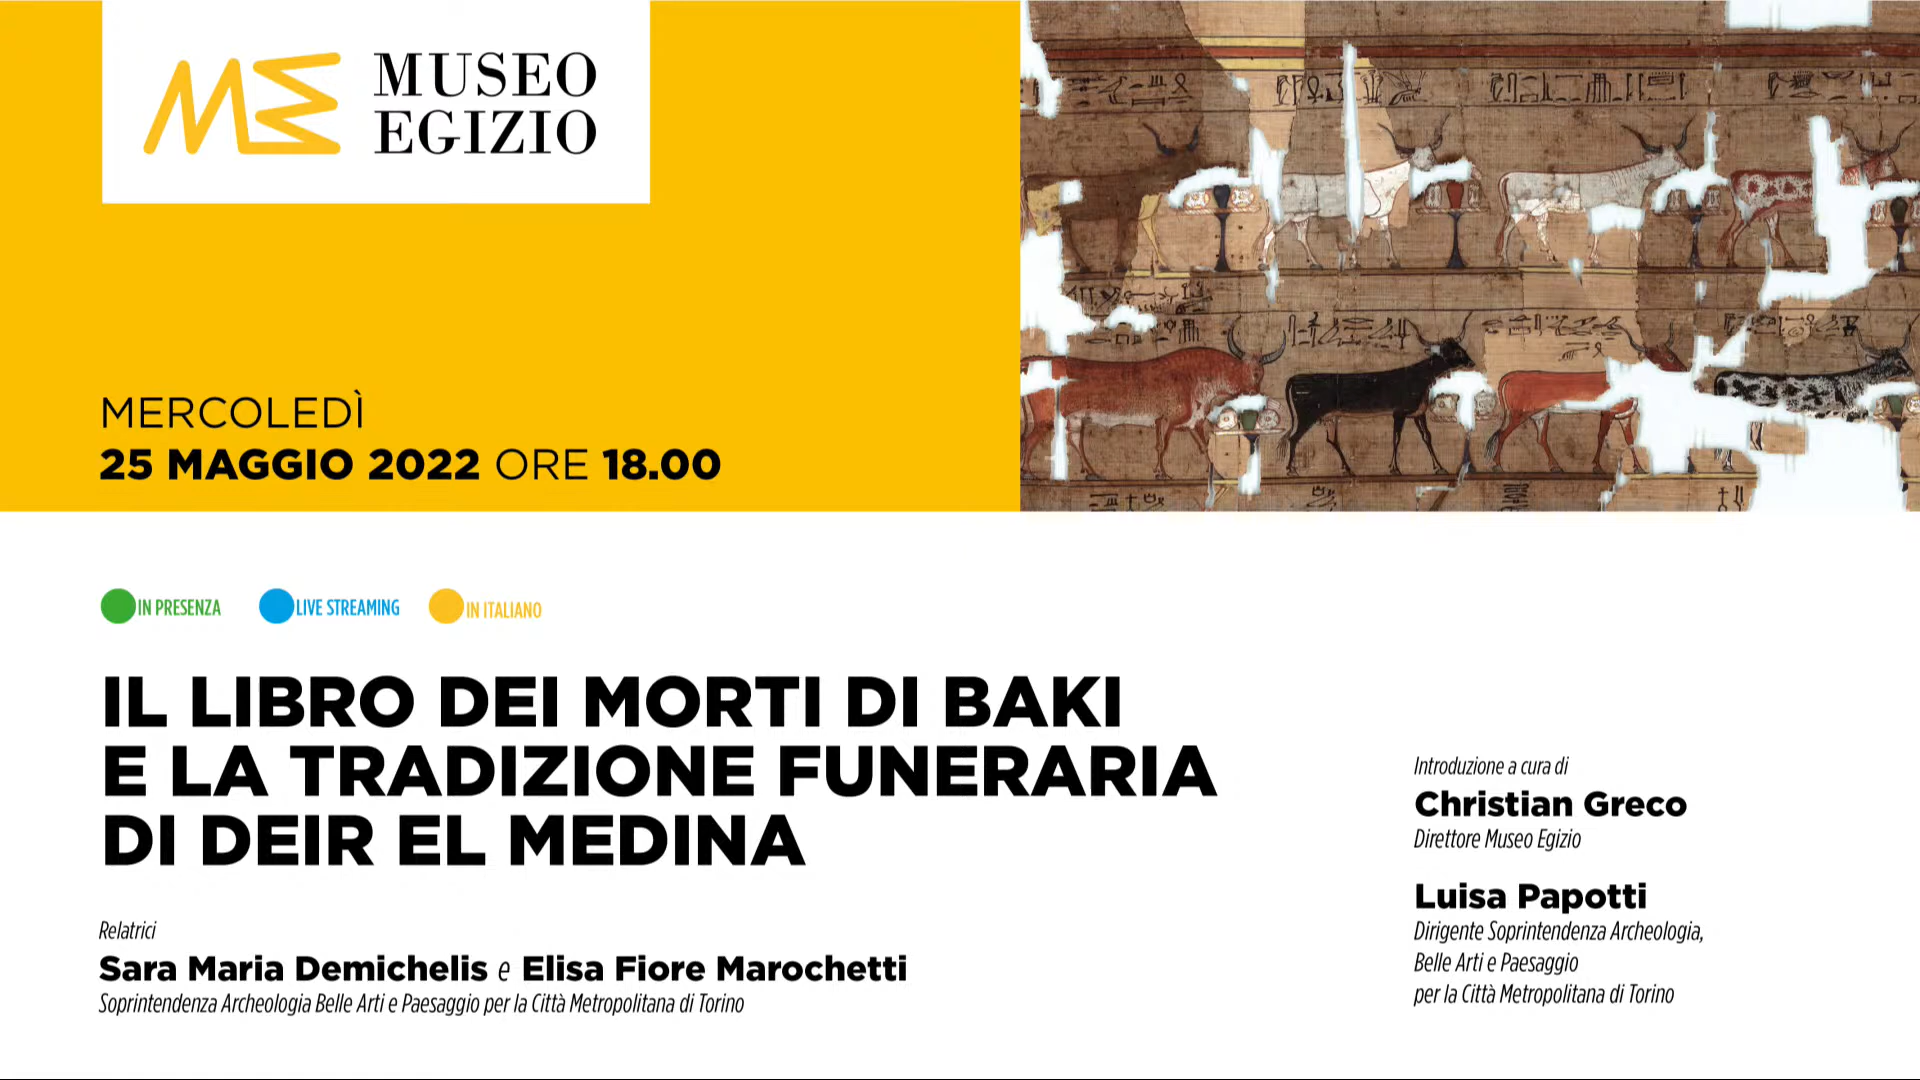 MUSEO
EGIZIO
MERCOLEDÌ
25 MAGGIO 2022 ORE 18.00
IN PRESENZA LIVE STREAMING IN ITALIANO
IL LIBRO DEI MORTI DI BAKI
E LA TRADIZIONE FUNERARIA
DI DEIR EL MEDINA
Relatrici
Sara Maria Demichelis e Elisa Fiore Marochetti
Soprintendenza Archeologia Belle Arti e Paesaggio per la Città Metropolitana di Torino
Introduzione a cura di
Christian Greco
Direttore Museo Egizio
Luisa Papotti
Dirigente Soprintendenza Archeologia,
Belle Arti e Paesaggio
per la Città Metropolitana di Torino